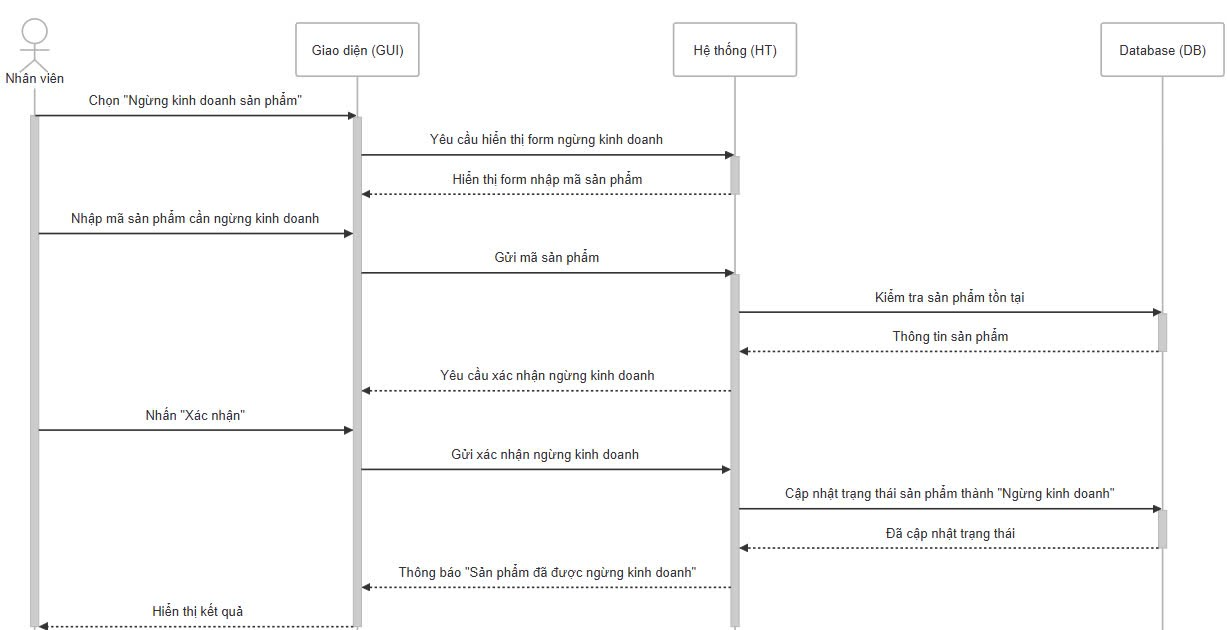 Nhân viên
Giao diện (GUI)
Hệ thống (HT)
Database (DB)
Chọn "Ngừng kinh doanh sản phẩm"
Yêu cầu hiển thị form ngừng kinh doanh
Hiển thị form nhập mã sản phẩm
Nhập mã sản phẩm cần ngừng kinh doanh
Gửi mã sản phẩm
Kiểm tra sản phẩm tồn tại
Thông tin sản phẩm
Yêu cầu xác nhận ngừng kinh doanh
Nhấn "Xác nhận"
Gửi xác nhận ngừng kinh doanh
Cập nhật trạng thái sản phẩm thành "Ngừng kinh doanh"
Đã cập nhật trạng thái
Thông báo "Sản phẩm đã được ngừng kinh doanh"
Hiển thị kết quả